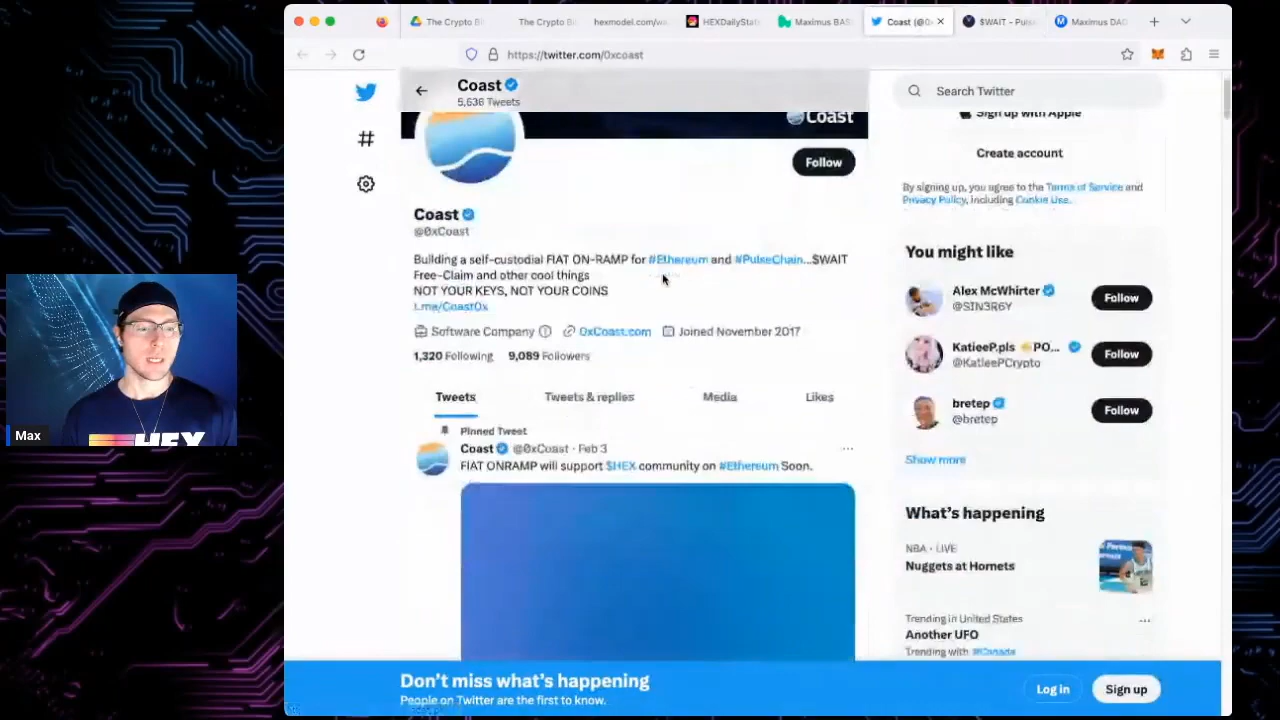 The Crypto Bi
The Crypto Bi
hexmodel.com/we
HEXDailyStat
Maximus BAS
Coast (@0x
$WAIT - Puls
Maximus DAO
https://twitter.com/0xcoast
Coast
5,636 Tweets
Search Twitter
Coast
Sign up with Apple
Follow
Create account
By signing up, you agree to the Terms of Service and
Privacy Policy, including Cookie Use.
Coast
@0xCoast
Building a self-custodial FIAT ON-RAMP for #Ethereum and #PulseChain...$WAIT
Free-Claim and other cool things
NOT YOUR KEYS, NOT YOUR COINS
t.me/Coast0x
Software Company
0xCoast.com
Joined November 2017
1,320 Following 9,089 Followers
You might like
Alex McWhirter
@SIN3R6Y
Follow
KatieeP.pls PO...
@KatieePCrypto
Follow
bretep
@bretep
Follow
Show more
Tweets
Tweets & replies
Media
Likes
Pinned Tweet
Coast @0xCoast · Feb 3
FIAT ONRAMP will support $HEX community on #Ethereum Soon.
What's happening
NBA · LIVE
Nuggets at Hornets
Trending in United States
Another UFO
Trending with #Canada
Don't miss what's happening
People on Twitter are the first to know.
Log in
Sign up
Max
HEX